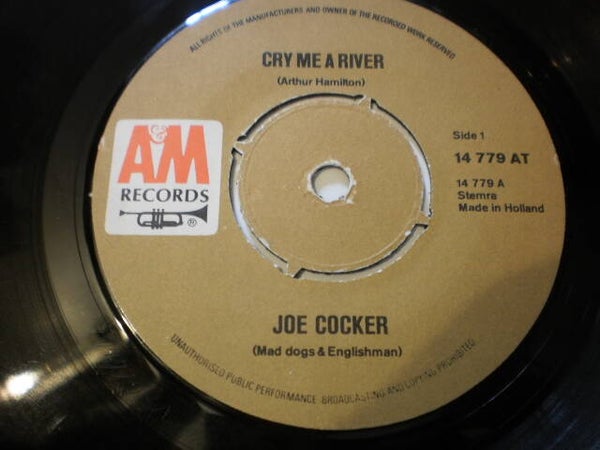 ALL RIGHTS OF THE MANUFACTURERS AND OWNER OF THE RECORDED WORK RESERVED
CRY ME A RIVER
(Arthur Hamilton)
A&M
RECORDS
®
Side 1
14 779 AT
14 779 A
Stemra
Made in Holland
JOE COCKER
(Mad dogs & Englishman)
UNAUTHORISED PUBLIC PERFORMANCE BROADCASTING AND COPYING PROHIBITED